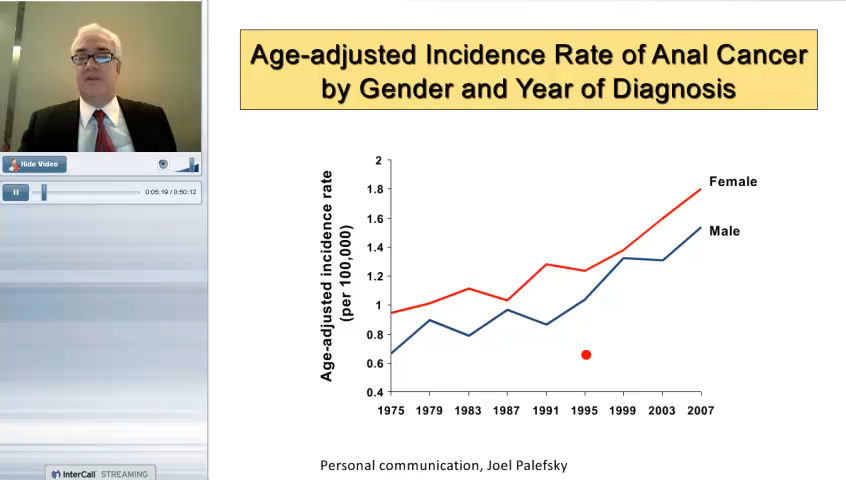 Age-adjusted Incidence Rate of Anal Cancer
by Gender and Year of Diagnosis
Hide Video
0:05:19 / 0:50:12
Age-adjusted incidence rate
(per 100,000)
2
1.8
1.6
1.4
1.2
1
0.8
0.6
0.4
Female
Male
1975 1979 1983 1987 1991 1995 1999 2003 2007
Personal communication, Joel Palefsky
InterCall STREAMING